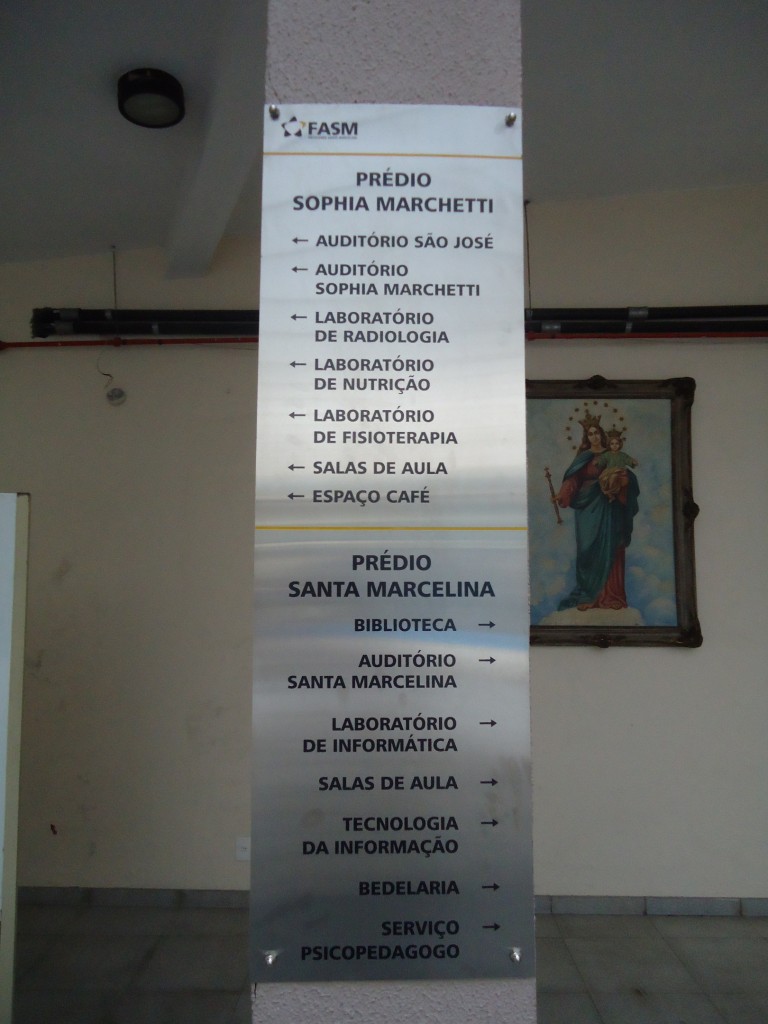 FASM
PRÉDIO
SOPHIA MARCHETTI
← AUDITÓRIO SÃO JOSÉ
← AUDITÓRIO
SOPHIA MARCHETTI
← LABORATÓRIO
DE RADIOLOGIA
← LABORATÓRIO
DE NUTRIÇÃO
← LABORATÓRIO
DE FISIOTERAPIA
← SALAS DE AULA
← ESPAÇO CAFÉ
PRÉDIO
SANTA MARCELINA
BIBLIOTECA →
AUDITÓRIO →
SANTA MARCELINA
LABORATÓRIO →
DE INFORMÁTICA
SALAS DE AULA →
TECNOLOGIA →
DA INFORMAÇÃO
BEDELARIA →
SERVIÇO →
PSICOPEDAGOGO